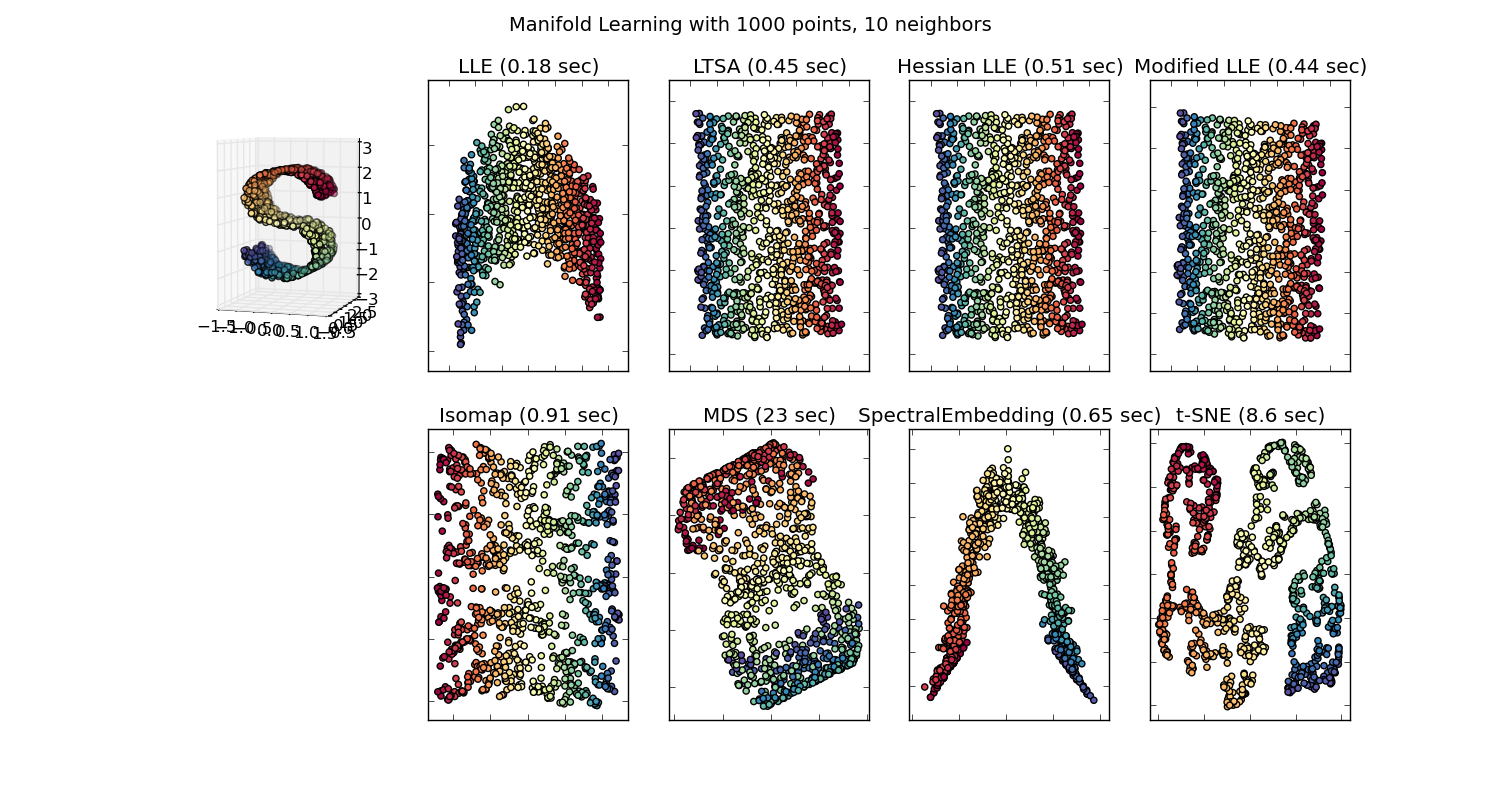 Manifold Learning with 1000 points, 10 neighbors
LLE (0.18 sec)
LTSA (0.45 sec)
Hessian LLE (0.51 sec)
Modified LLE (0.44 sec)
3
2
1
0
−1
−2
−3
Isomap (0.91 sec)
MDS (23 sec)
SpectralEmbedding (0.65 sec)
t-SNE (8.6 sec)